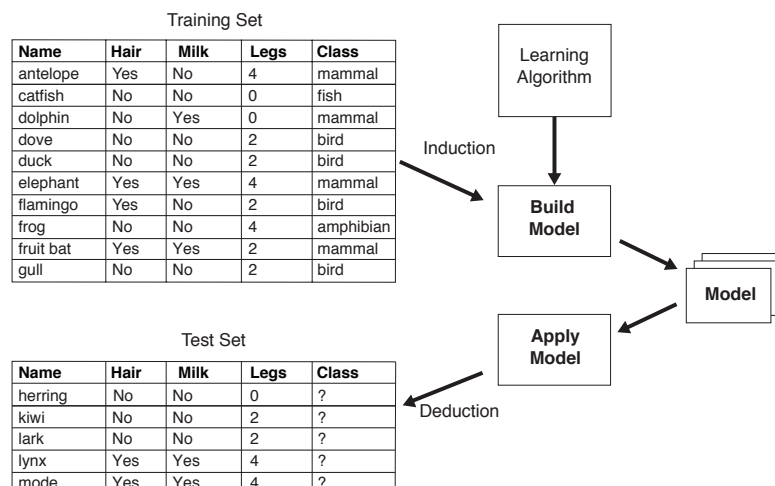 Training Set
Name Hair Milk Legs Class
antelope Yes No 4 mammal
catfish No No 0 fish
dolphin No Yes 0 mammal
dove No No 2 bird
duck No No 2 bird
elephant Yes Yes 4 mammal
flamingo Yes No 2 bird
frog No No 4 amphibian
fruit bat Yes Yes 2 mammal
gull No No 2 bird
Learning
Algorithm
Induction
Build
Model
Model
Apply
Model
Deduction
Test Set
Name Hair Milk Legs Class
herring No No 0 ?
kiwi No No 2 ?
lark No No 2 ?
lynx Yes Yes 4 ?
mode Yes Yes 4 ?